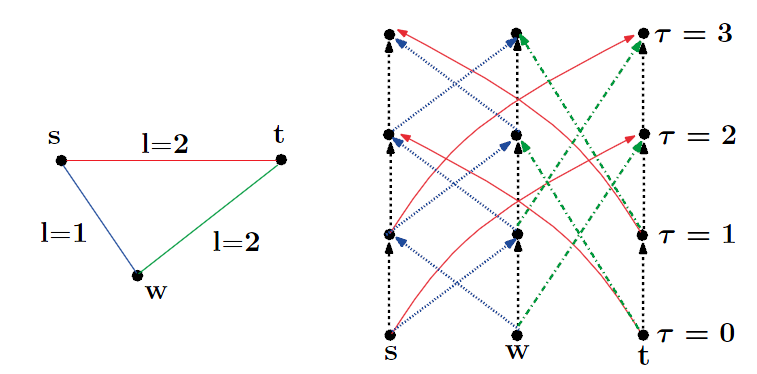 s
t
l=2
l=1
l=2
w
τ = 3
τ = 2
τ = 1
τ = 0
s
w
t